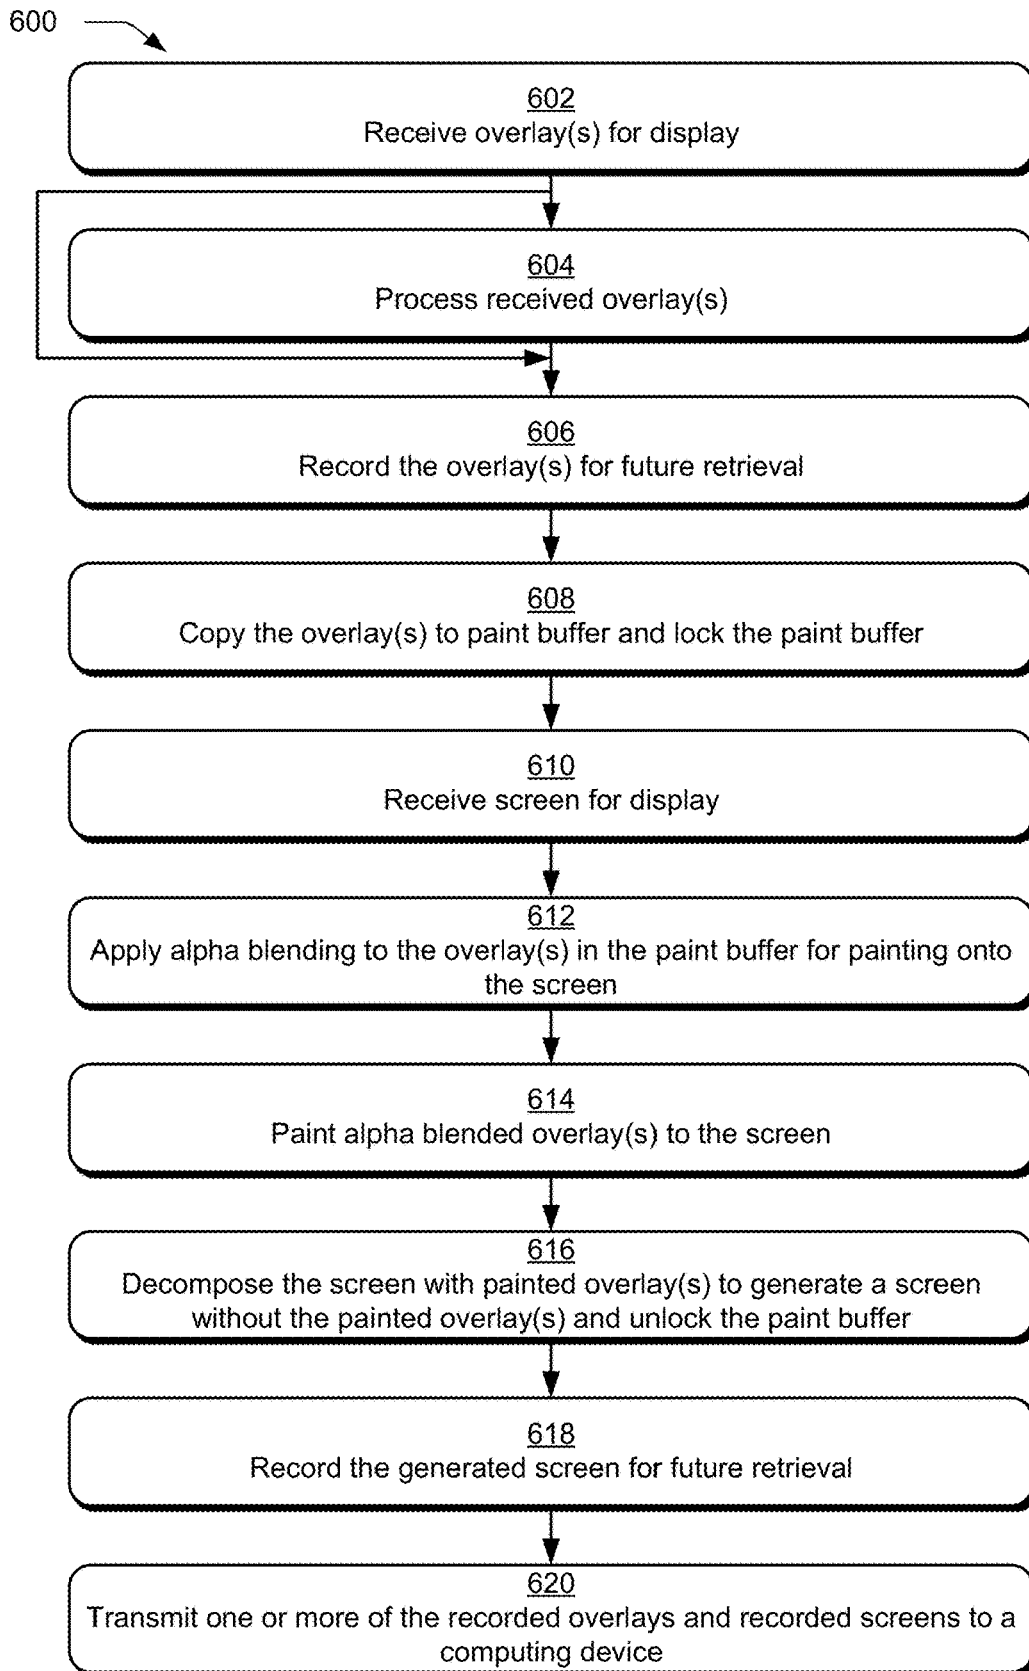 600
602
Receive overlay(s) for display
604
Process received overlay(s)
606
Record the overlay(s) for future retrieval
608
Copy the overlay(s) to paint buffer and lock the paint buffer
610
Receive screen for display
612
Apply alpha blending to the overlay(s) in the paint buffer for painting onto
the screen
614
Paint alpha blended overlay(s) to the screen
616
Decompose the screen with painted overlay(s) to generate a screen
without the painted overlay(s) and unlock the paint buffer
618
Record the generated screen for future retrieval
620
Transmit one or more of the recorded overlays and recorded screens to a
computing device